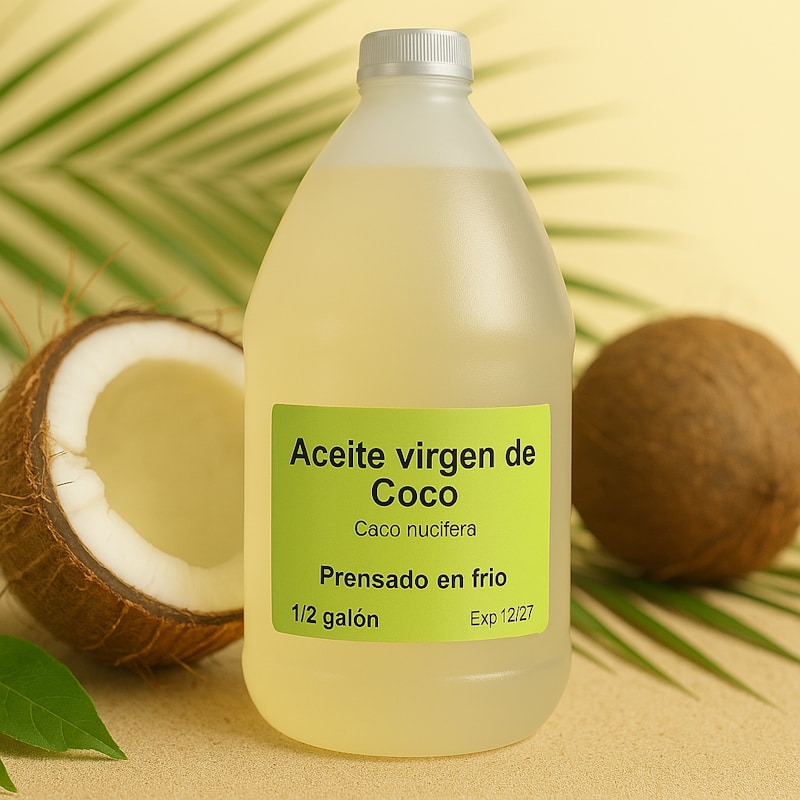 Aceite virgen de
Coco
Caco nucifera
Prensado en frio
1/2 galón
Exp 12/27